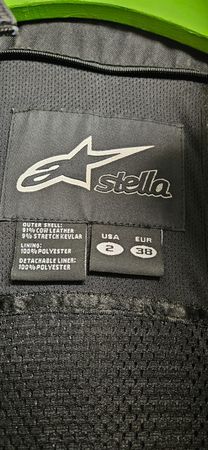 stella
OUTER SHELL:
91% COW LEATHER
9% STRETCH KEVLAR
LINING:
100% POLYESTER
DETACHABLE LINER:
100% POLYESTER
USA
2
EUR
38